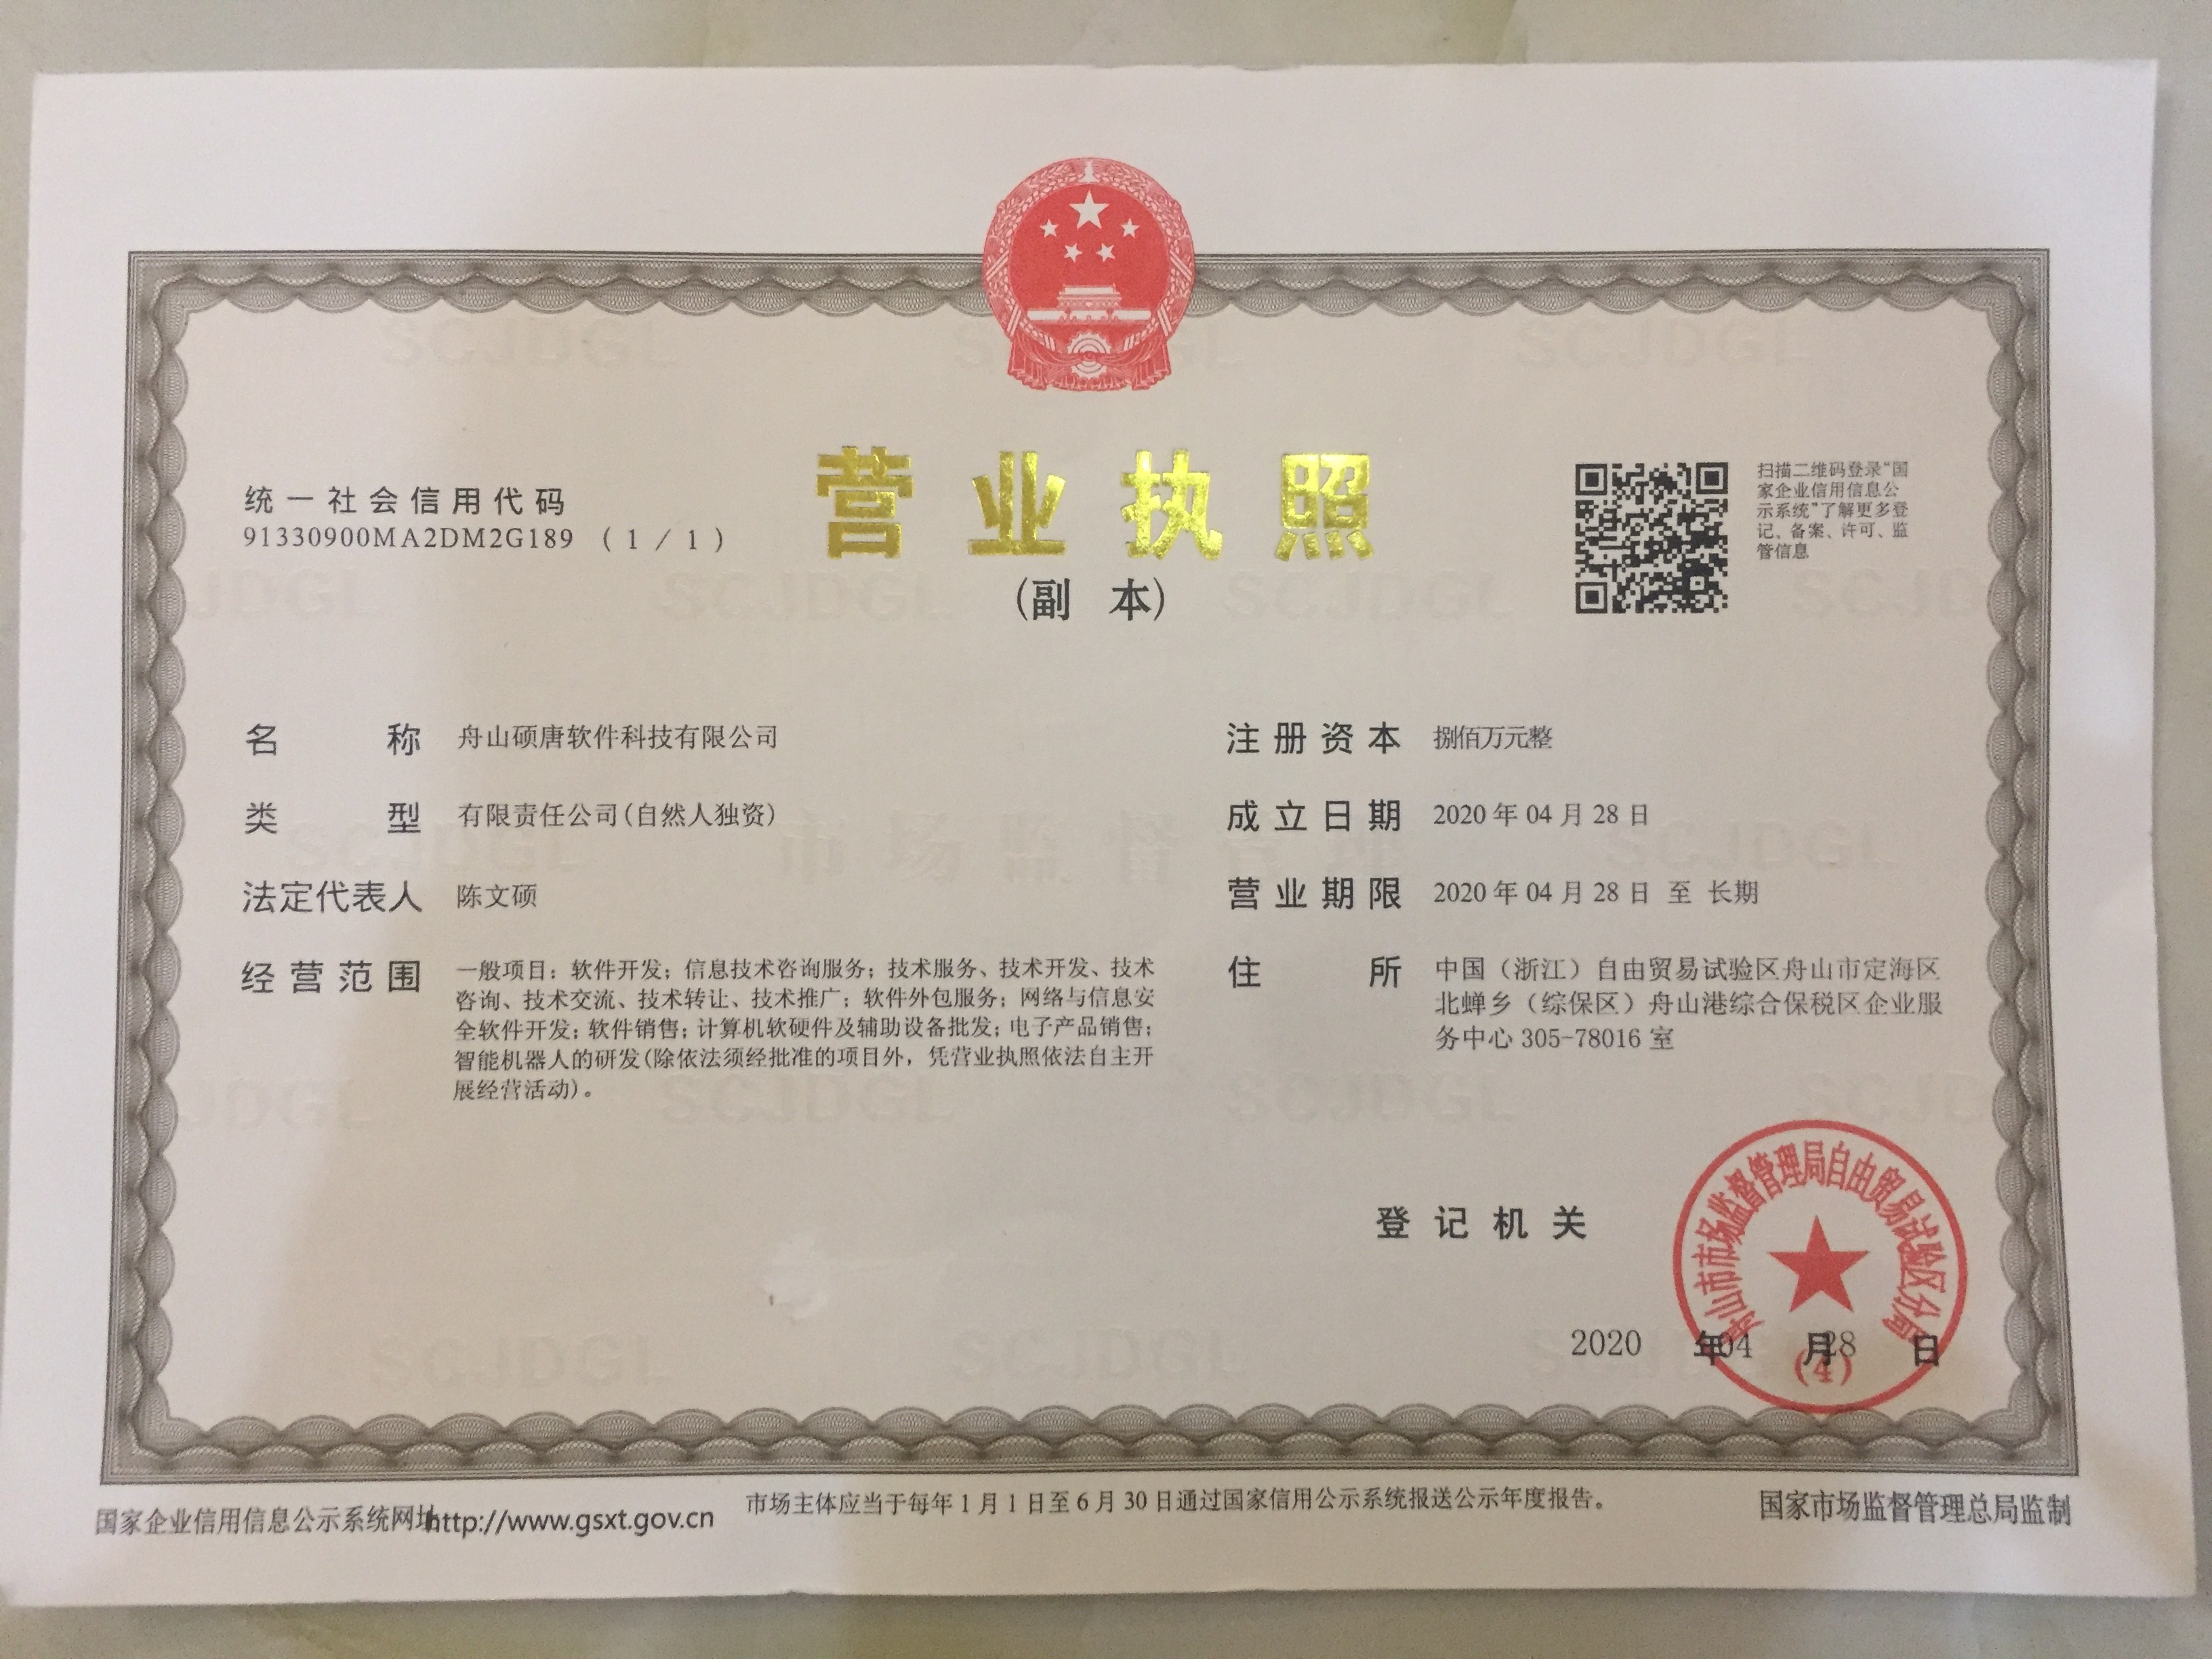 营业执照
(副 本)
统一社会信用代码
91330900MA2DM2G189 (1/1)
扫描二维码登录"国
家企业信用信息公
示系统"了解更多登
记、备案、许可、监
管信息
名称 舟山硕唐软件科技有限公司
类型 有限责任公司(自然人独资)
法定代表人 陈文硕
经营范围 一般项目:软件开发;信息技术咨询服务;技术服务、技术开发、技术
咨询、技术交流、技术转让、技术推广;软件外包服务;网络与信息安
全软件开发;软件销售;计算机软硬件及辅助设备批发;电子产品销售;
智能机器人的研发(除依法须经批准的项目外,凭营业执照依法自主开
展经营活动)。
注册资本 捌佰万元整
成立日期 2020年04月28日
营业期限 2020年04月28日 至 长期
住所 中国(浙江)自由贸易试验区舟山市定海区
北蝉乡(综保区)舟山港综合保税区企业服
务中心305-78016室
登记机关
舟山市市场监督管理局自由贸易试验区分局
(4)
2020年04月28日
国家企业信用信息公示系统网址http://www.gsxt.gov.cn
市场主体应当于每年1月1日至6月30日通过国家信用公示系统报送公示年度报告。
国家市场监督管理总局监制
SCJDGL
市场监督管理